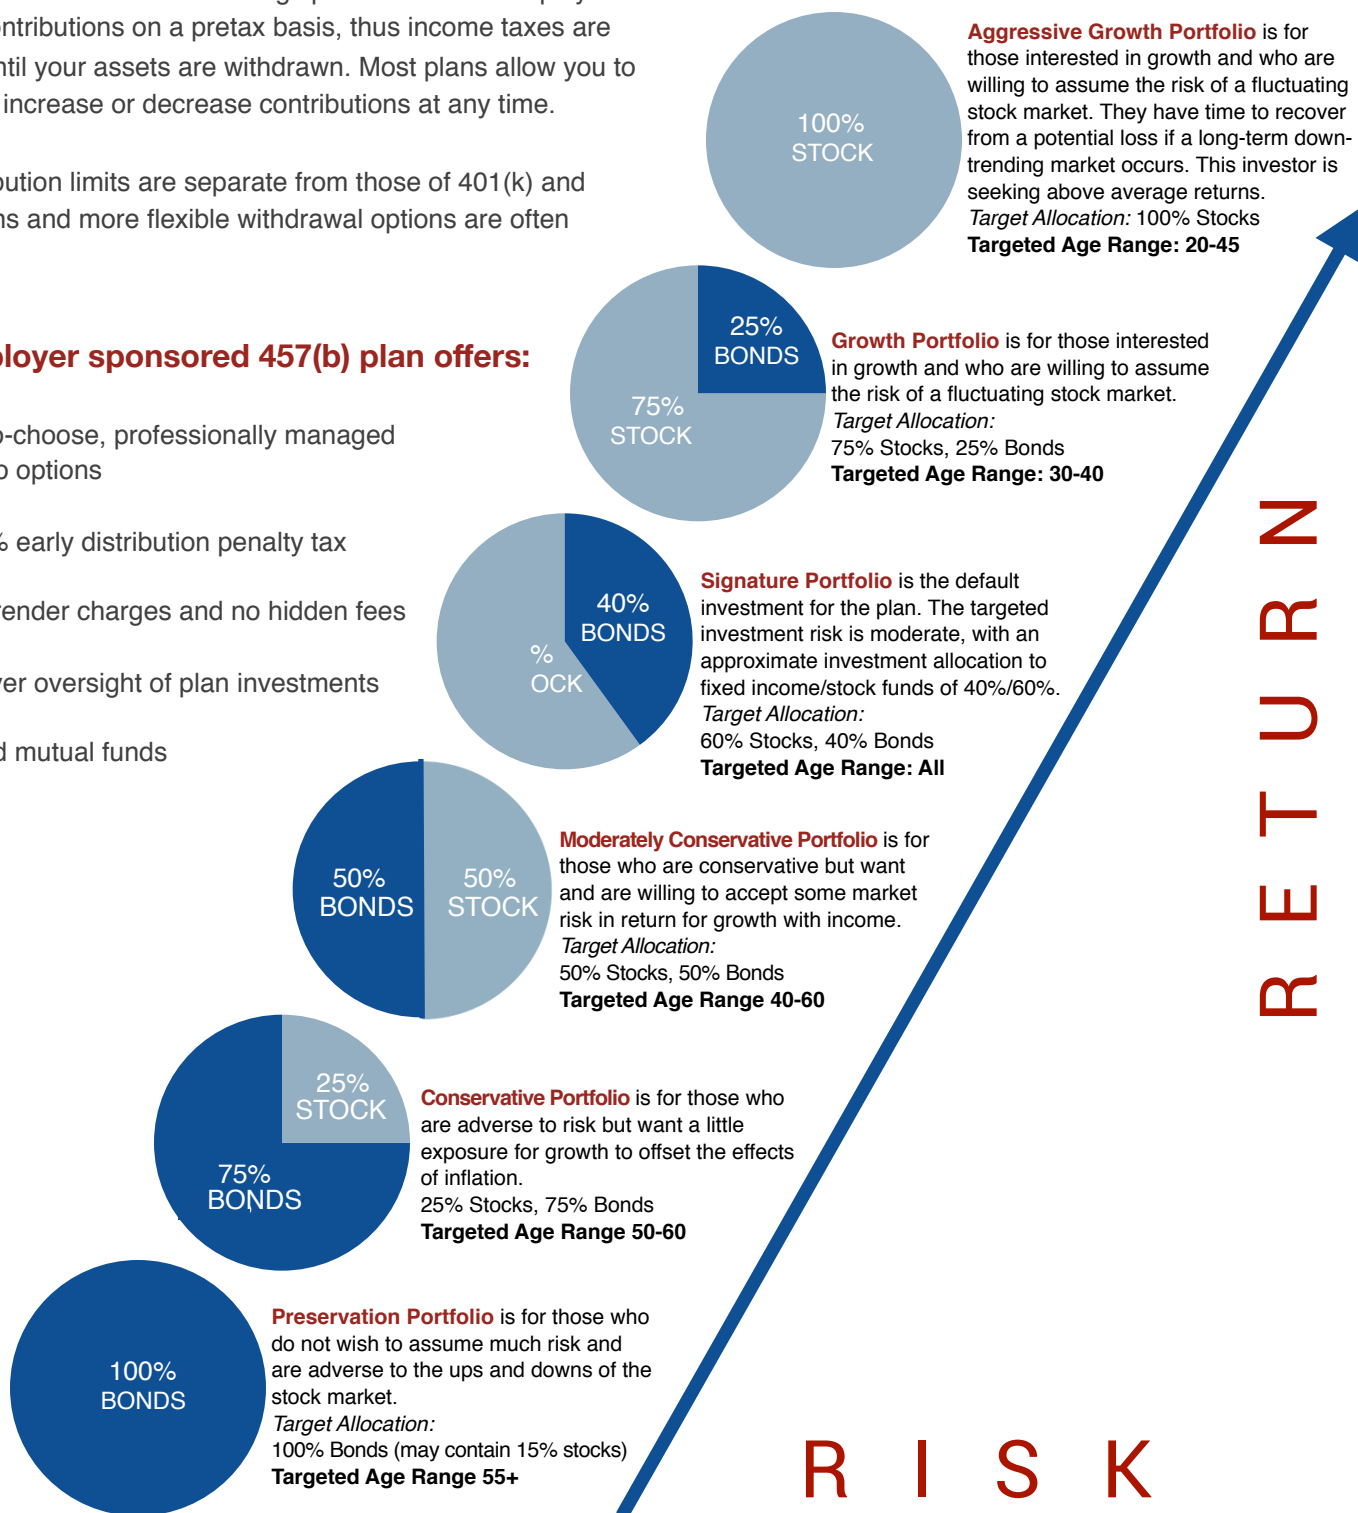 ontributions on a pretax basis, thus income taxes are
ntil your assets are withdrawn. Most plans allow you to
increase or decrease contributions at any time.
bution limits are separate from those of 401(k) and
ns and more flexible withdrawal options are often
ployer sponsored 457(b) plan offers:
o-choose, professionally managed
o options
% early distribution penalty tax
render charges and no hidden fees
yer oversight of plan investments
d mutual funds
100%
STOCK
Aggressive Growth Portfolio is for
those interested in growth and who are
willing to assume the risk of a fluctuating
stock market. They have time to recover
from a potential loss if a long-term down-
trending market occurs. This investor is
seeking above average returns.
Target Allocation: 100% Stocks
Targeted Age Range: 20-45
25%
BONDS
75%
STOCK
Growth Portfolio is for those interested
in growth and who are willing to assume
the risk of a fluctuating stock market.
Target Allocation:
75% Stocks, 25% Bonds
Targeted Age Range: 30-40
40%
BONDS
%
OCK
Signature Portfolio is the default
investment for the plan. The targeted
investment risk is moderate, with an
approximate investment allocation to
fixed income/stock funds of 40%/60%.
Target Allocation:
60% Stocks, 40% Bonds
Targeted Age Range: All
50%
BONDS
50%
STOCK
Moderately Conservative Portfolio is for
those who are conservative but want
and are willing to accept some market
risk in return for growth with income.
Target Allocation:
50% Stocks, 50% Bonds
Targeted Age Range 40-60
25%
STOCK
75%
BONDS
Conservative Portfolio is for those who
are adverse to risk but want a little
exposure for growth to offset the effects
of inflation.
25% Stocks, 75% Bonds
Targeted Age Range 50-60
100%
BONDS
Preservation Portfolio is for those who
do not wish to assume much risk and
are adverse to the ups and downs of the
stock market.
Target Allocation:
100% Bonds (may contain 15% stocks)
Targeted Age Range 55+
RETURN
RISK